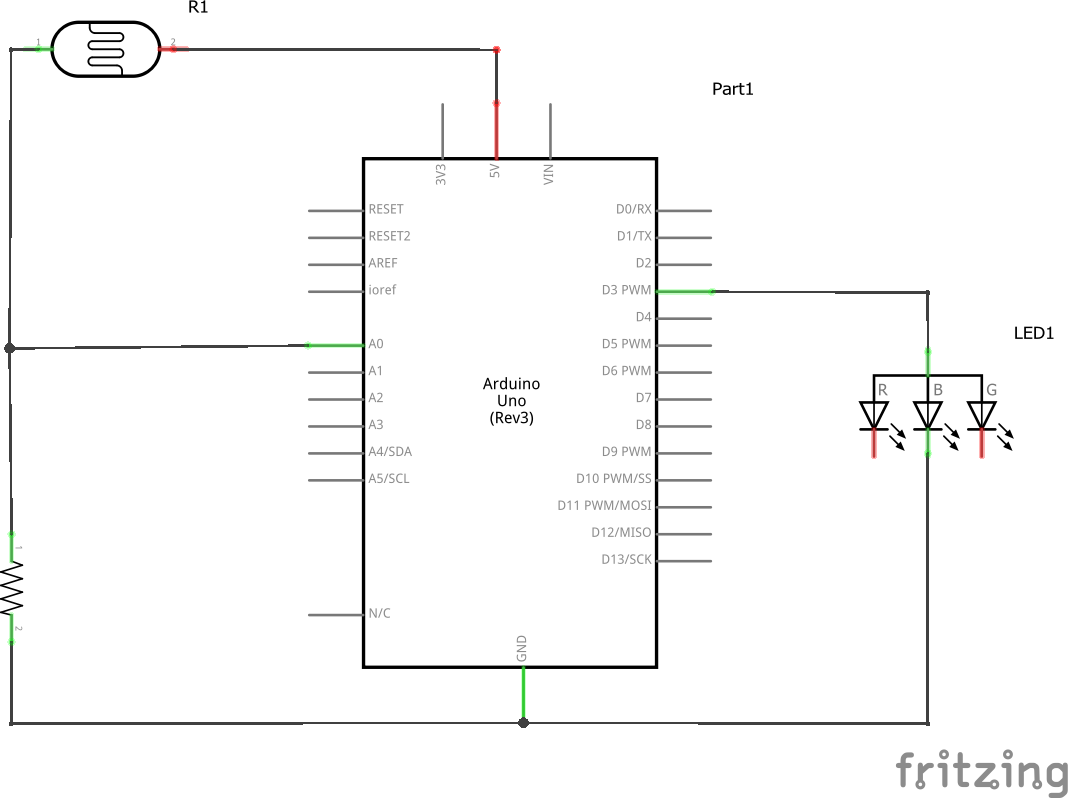 R1
1
2
Part1
3V3
5V
VIN
RESET
D0/RX
RESET2
D1/TX
AREF
D2
ioref
D3 PWM
D4
LED1
A0
D5 PWM
A1
D6 PWM
Arduino
Uno
(Rev3)
R
B
G
A2
D7
A3
D8
A4/SDA
D9 PWM
A5/SCL
D10 PWM/SS
D11 PWM/MOSI
D12/MISO
1
D13/SCK
N/C
2
GND
fritzing